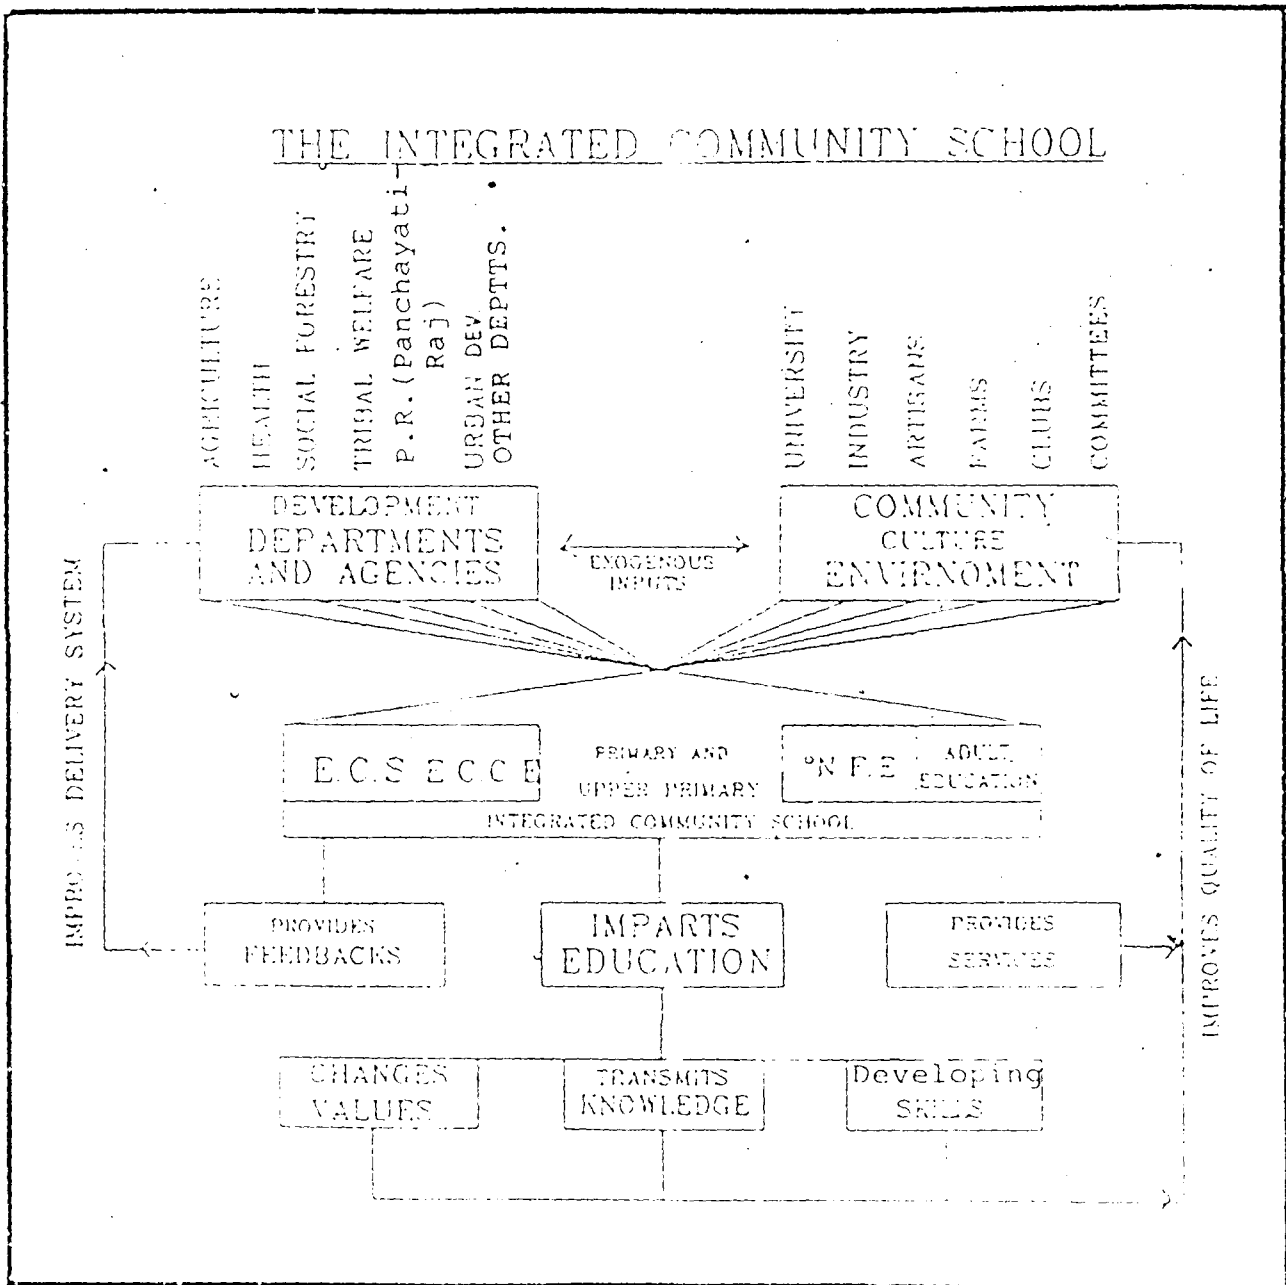 THE INTEGRATED COMMUNITY SCHOOL
AGRICULTURE
HEALTH
SOCIAL FORESTRY
TRIBAL WELFARE
P.R.(Panchayati-
Raj)
URBAN DEV.
OTHER DEPTTS.
UNIVERSITY
INDUSTRY
ARTISANS
FARMS
CLUBS
COMMITTEES
DEVELOPMENT
DEPARTMENTS
AND AGENCIES
EXOGENOUS
INPUTS
COMMUNITY
CULTURE
ENVIRNOMENT
IMPROVES DELIVERY SYSTEM
IMPROVES QUALITY OF LIFE
E.C.S E.C.C E
PRIMARY AND
UPPER PRIMARY
N F.E
ADULT
EDUCATION
INTEGRATED COMMUNITY SCHOOL
PROVIDES
FEEDBACKS
IMPARTS
EDUCATION
PROVIDES
SERVICES
CHANGES
VALUES
TRANSMITS
KNOWLEDGE
Developing
SKILLS